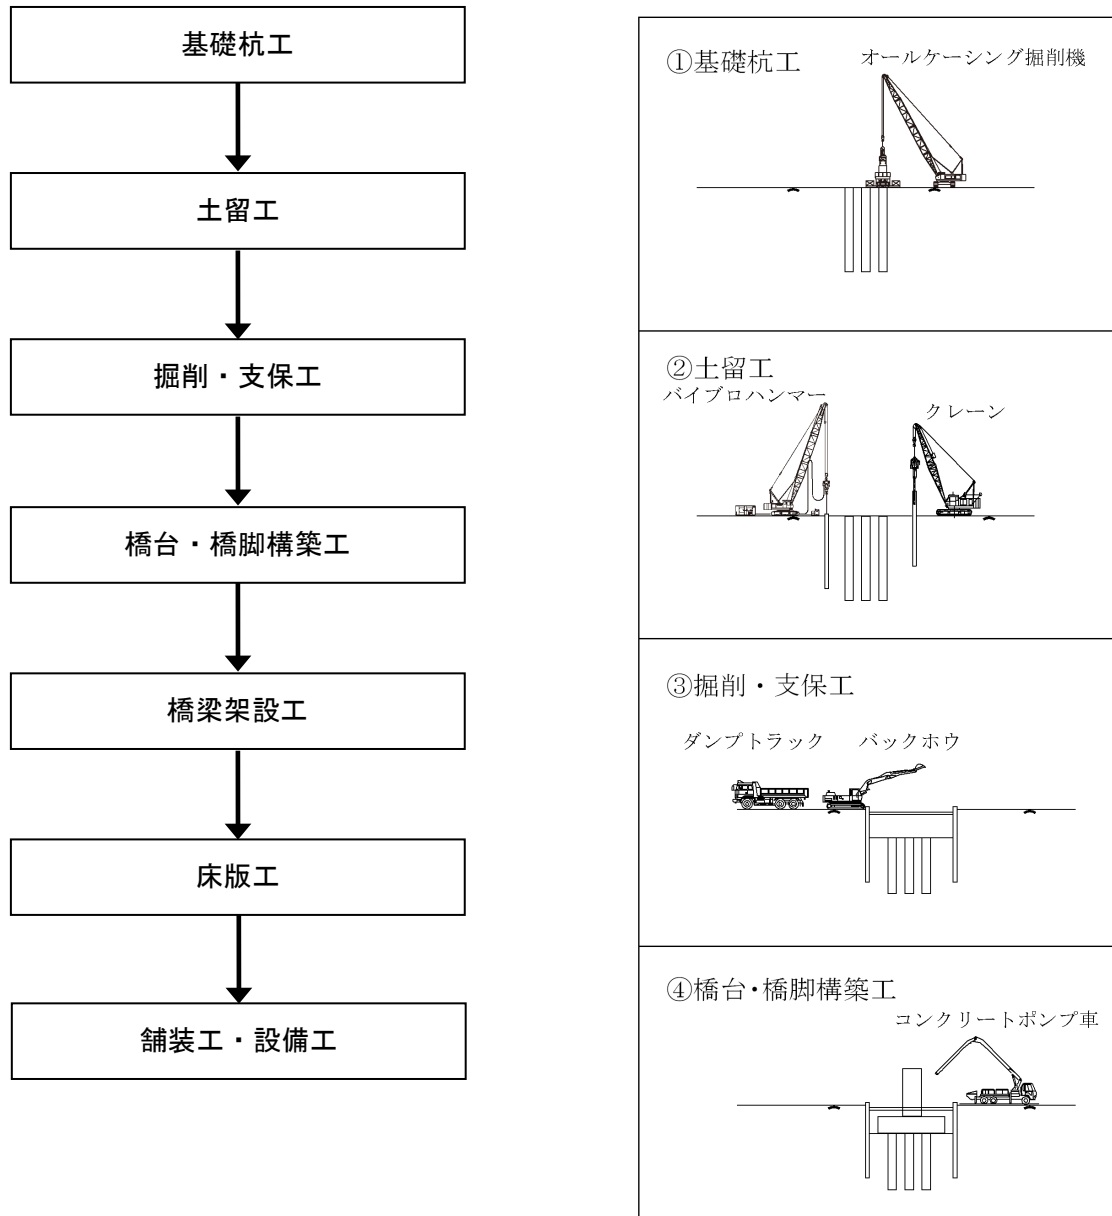 基礎杭工
土留工
掘削・支保工
橋台・橋脚構築工
橋梁架設工
床版工
舗装工・設備工
①基礎杭工
オールケーシング掘削機
②土留工
バイブロハンマー
クレーン
③掘削・支保工
ダンプトラック
バックホウ
④橋台・橋脚構築工
コンクリートポンプ車